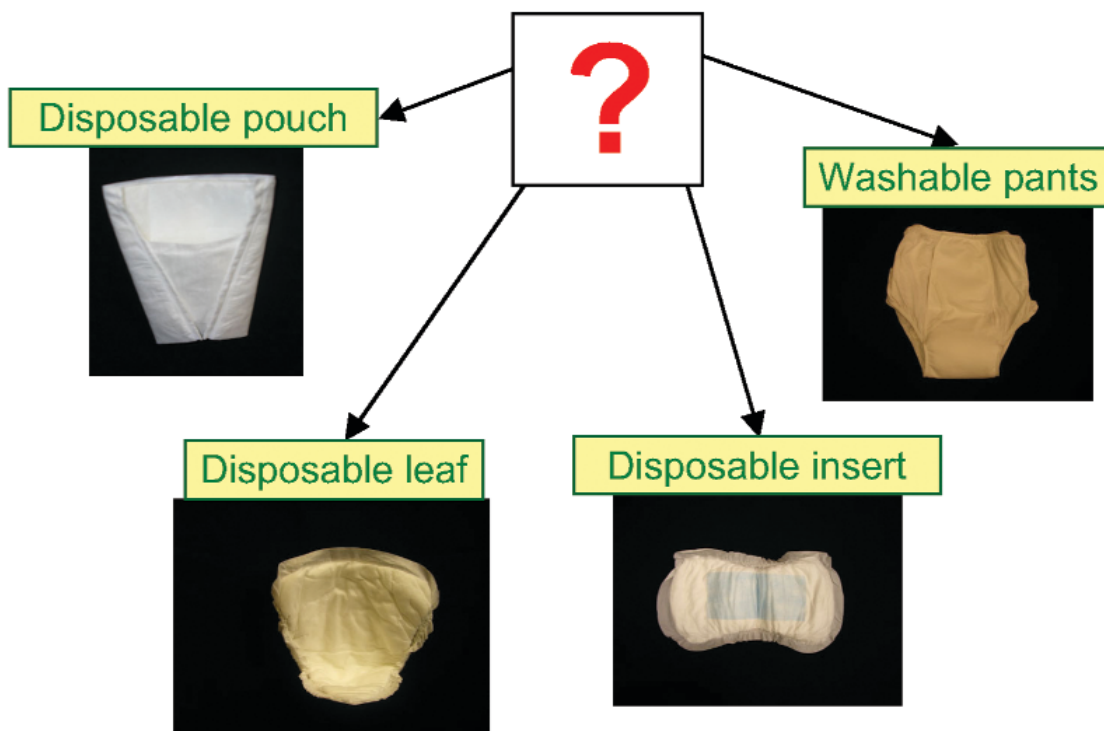 ?
Disposable pouch
Washable pants
Disposable leaf
Disposable insert